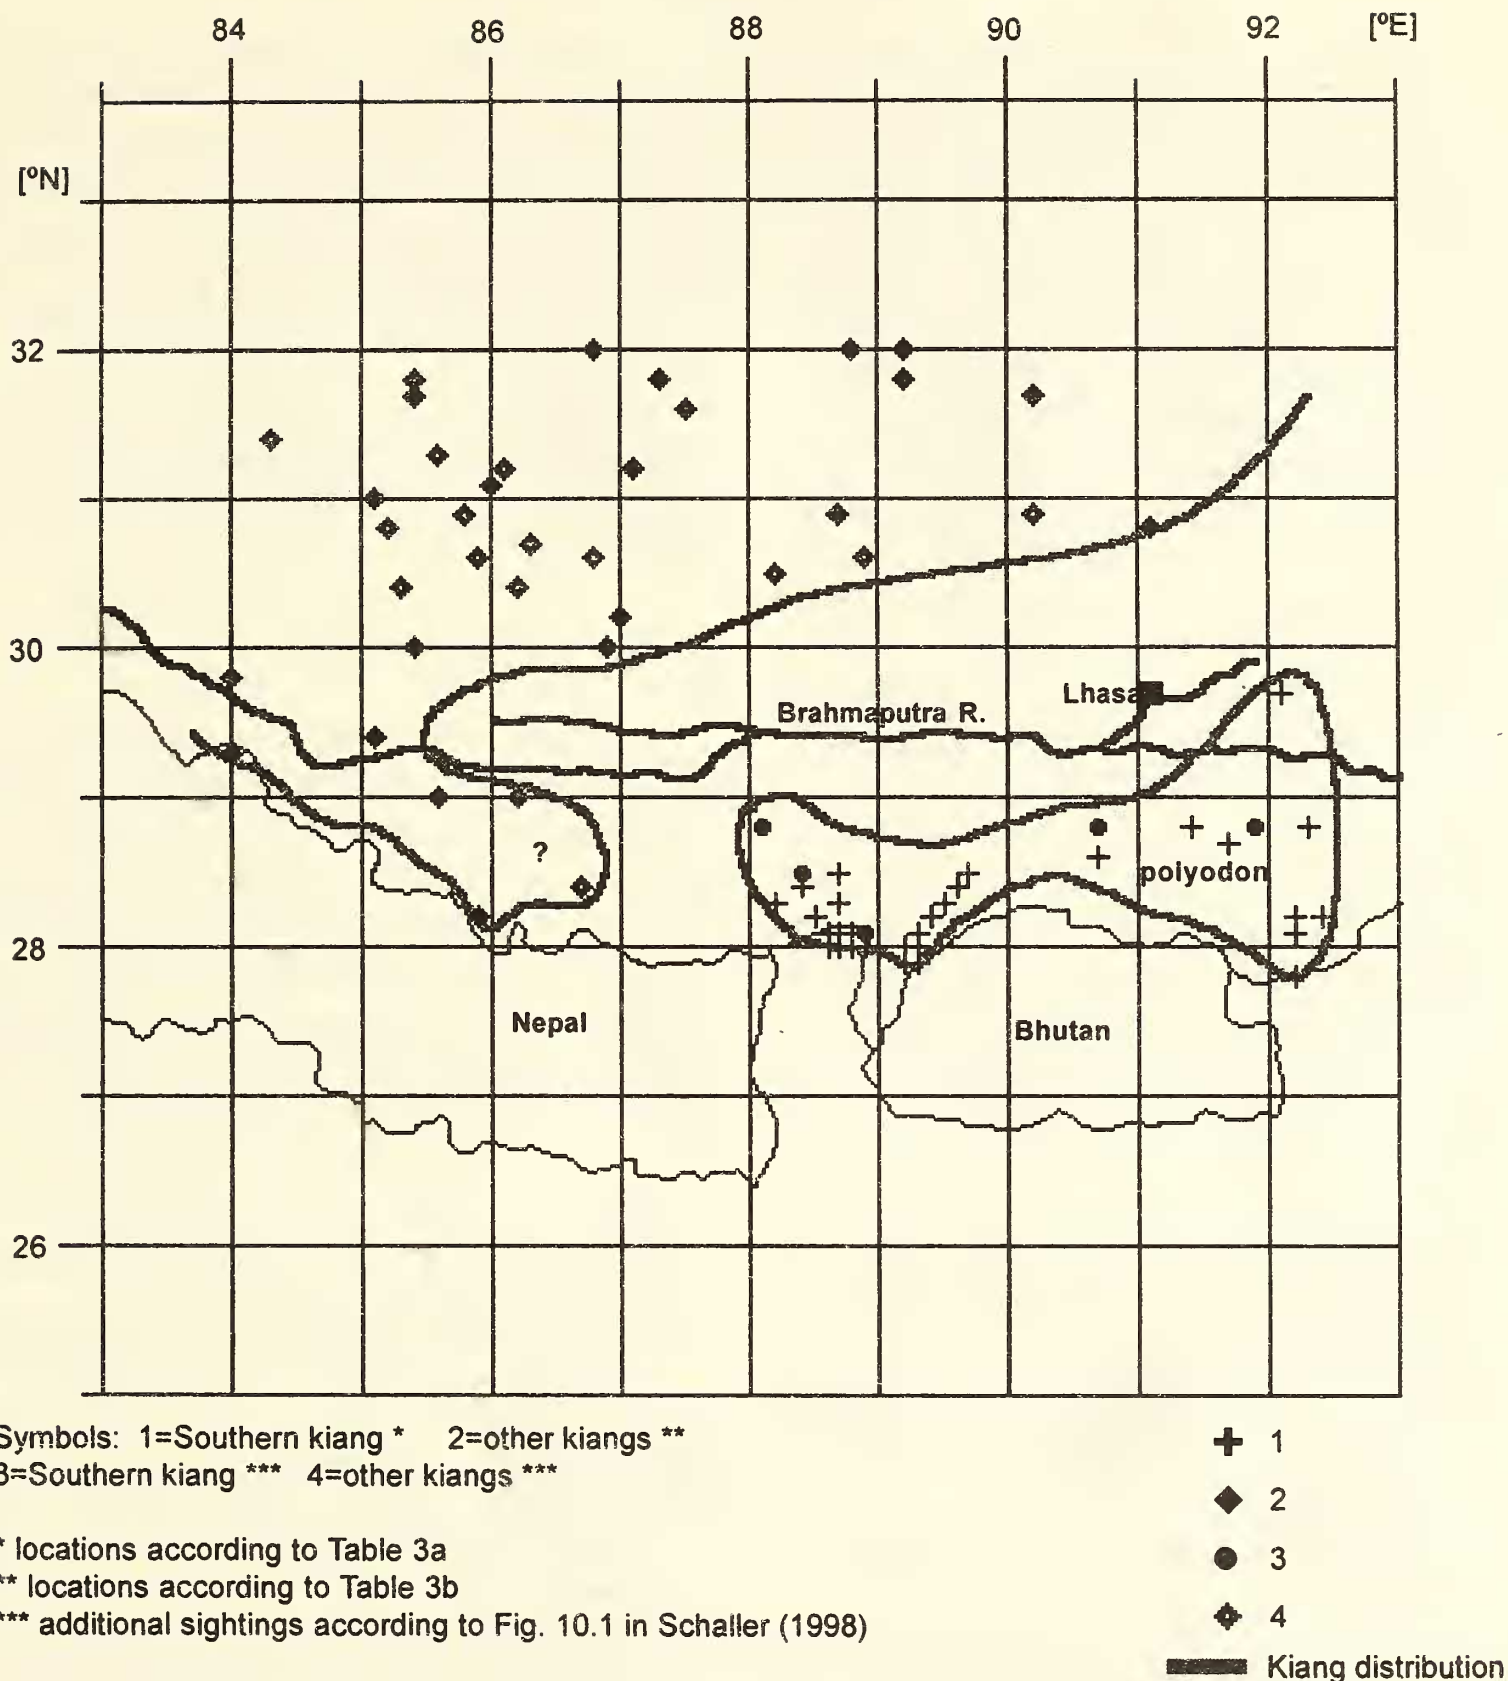 84 86 88 90 92 [ºE]
[ºN]
32
30
Lhasa
Brahmaputra R.
?
polyodon
28
Nepal
Bhutan
26
Symbols: 1=Southern kiang * 2=other kiangs **
3=Southern kiang *** 4=other kiangs ***
* locations according to Table 3a
** locations according to Table 3b
*** additional sightings according to Fig. 10.1 in Schaller (1998)
1
2
3
4
Kiang distribution